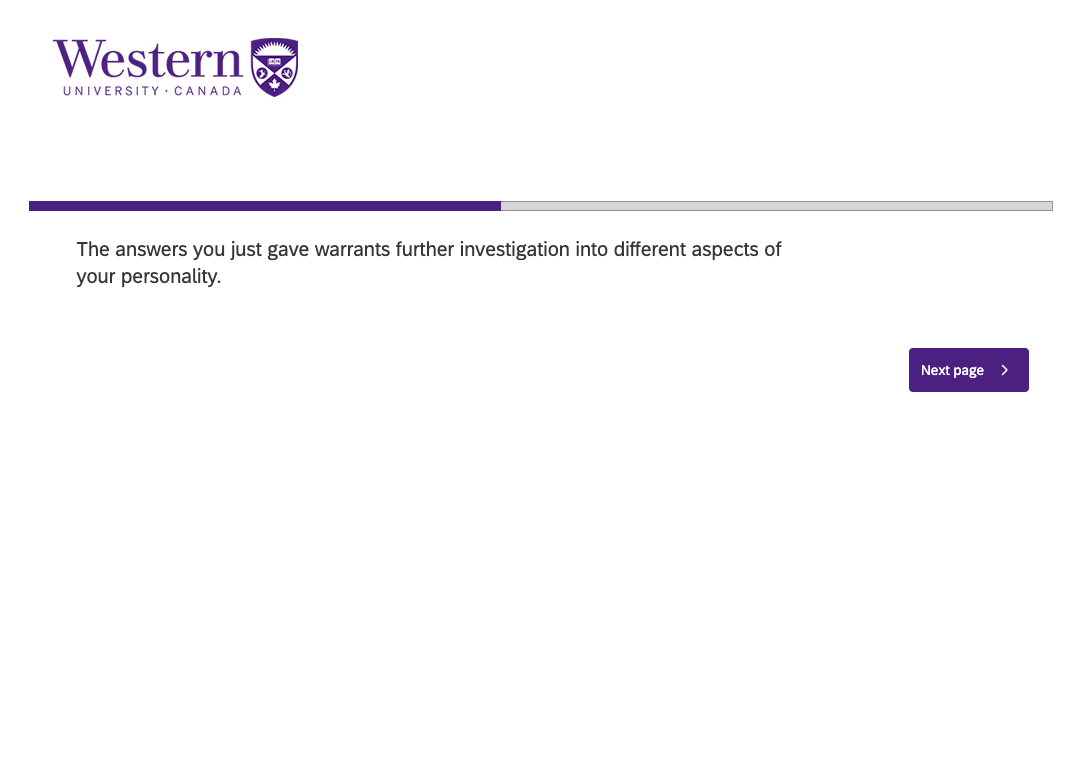 Western
UNIVERSITY · CANADA
The answers you just gave warrants further investigation into different aspects of
your personality.
Next page